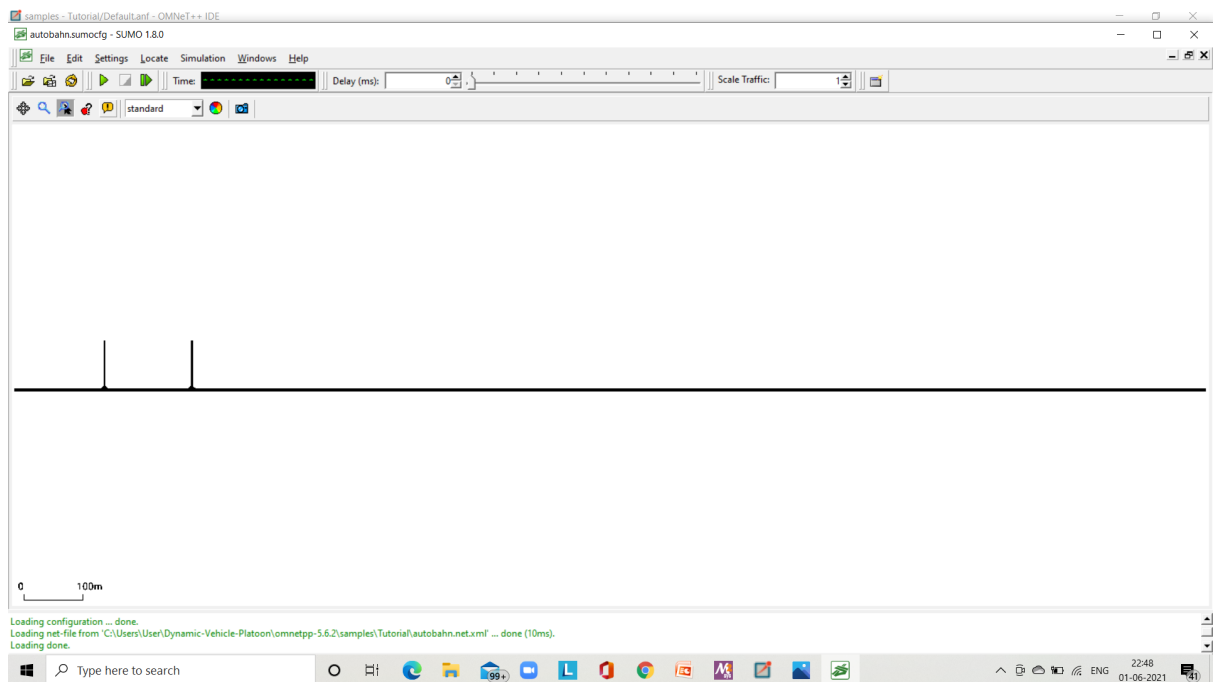 samples - Tutorial/Default.anf - OMNeT++ IDE
autobahn.sumocfg - SUMO 1.8.0
File Edit Settings Locate Simulation Windows Help
Time: Delay (ms): 0 Scale Traffic: 1
standard
0 100m
Loading configuration ... done.
Loading net-file from 'C:\Users\User\Dynamic-Vehicle-Platoon\omnetpp-5.6.2\samples\Tutorial\autobahn.net.xml' ... done (10ms).
Loading done.
Type here to search 99+ L ENG 22:48
01-06-2021 41